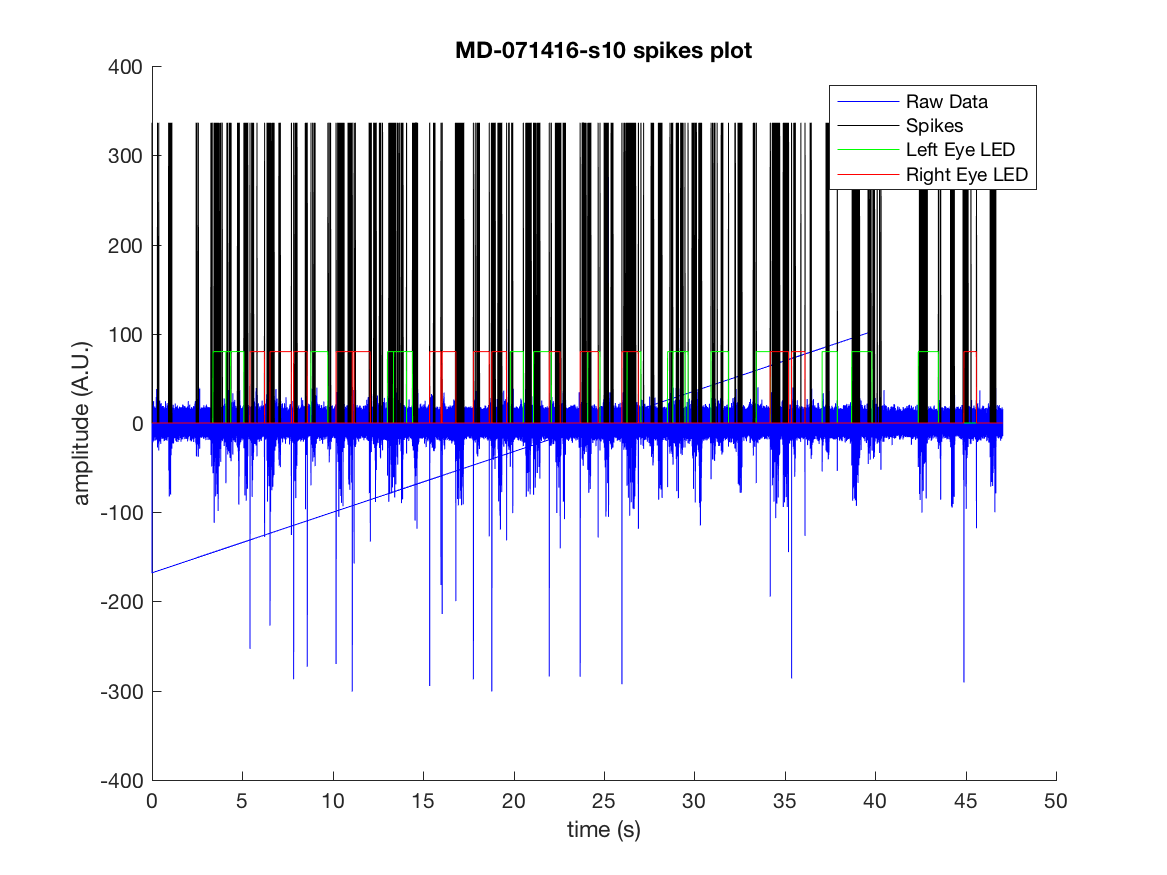 MD-071416-s10 spikes plot
400
300
200
100
0
-100
-200
-300
-400
amplitude (A.U.)
Raw Data
Spikes
Left Eye LED
Right Eye LED
0 5 10 15 20 25 30 35 40 45 50
time (s)